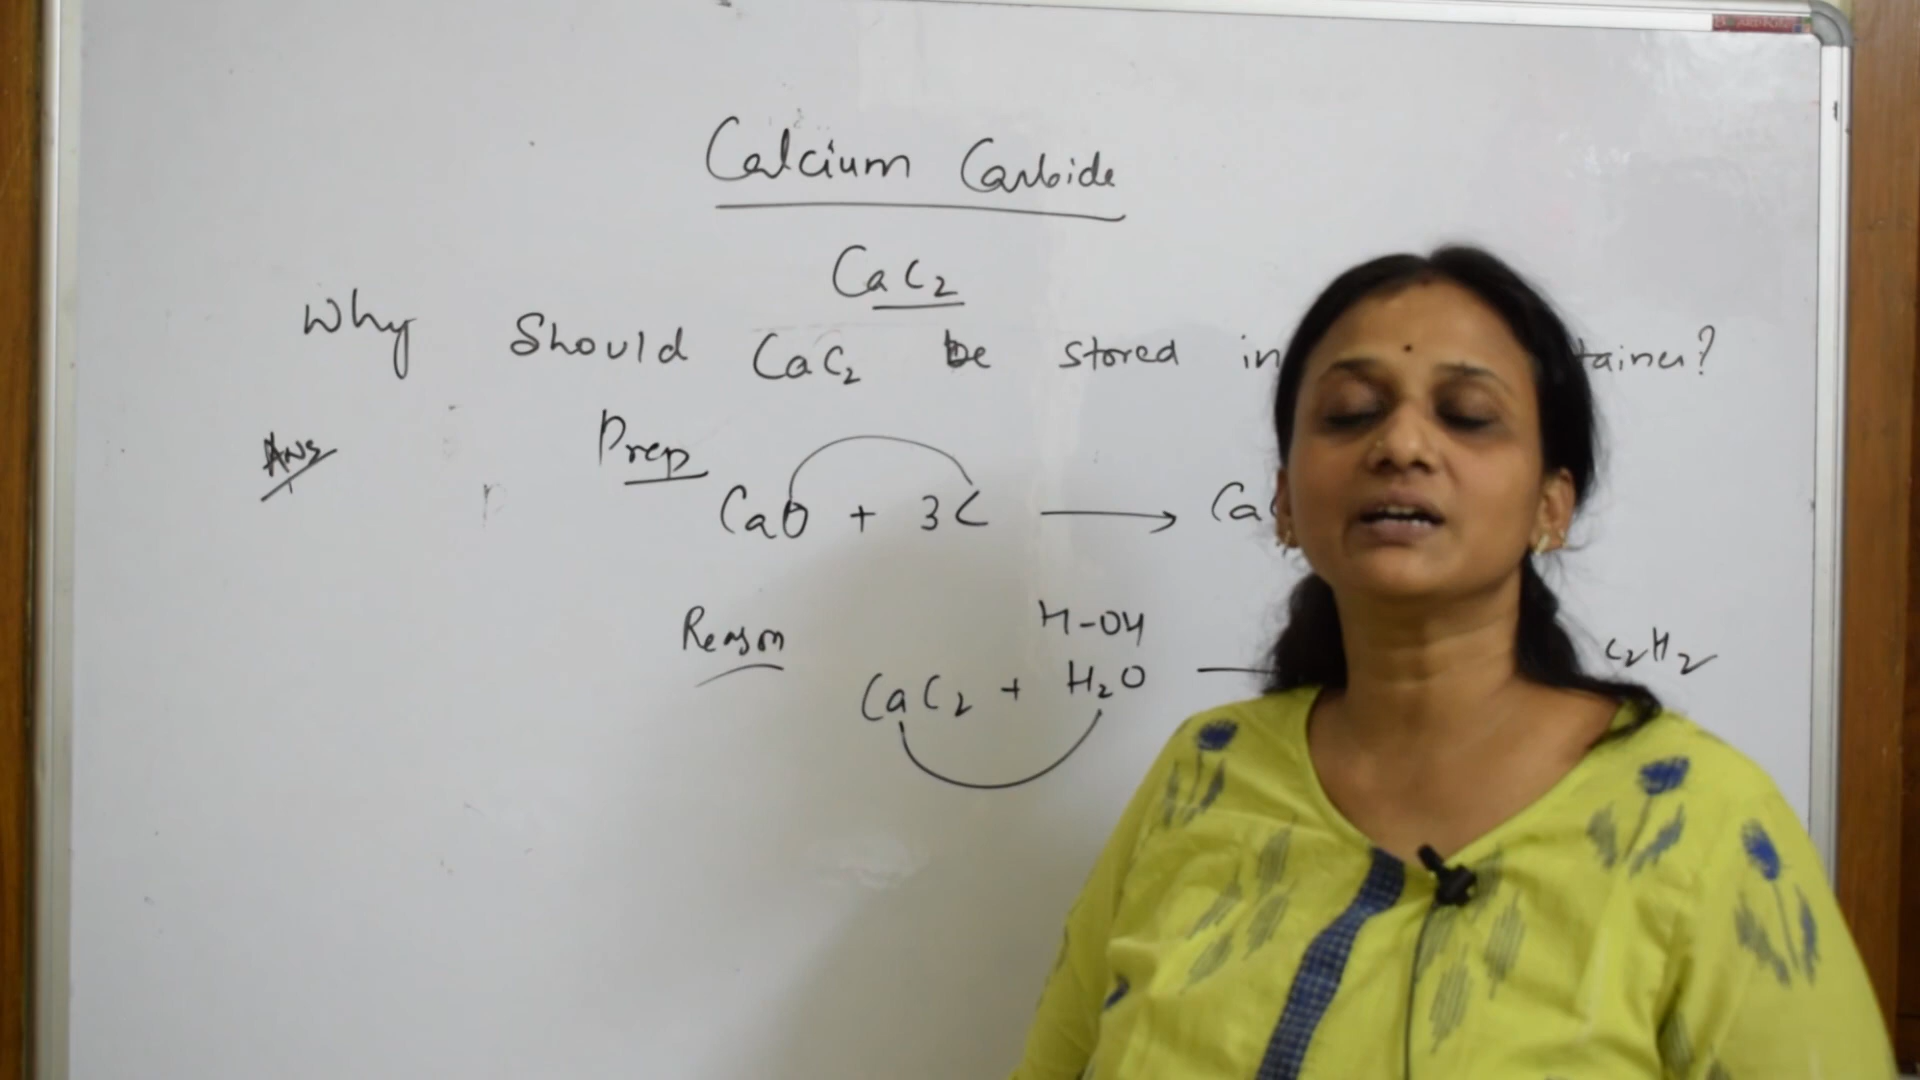 Calcium Carbide
CaC2
Why Should CaC2 be stored in tainer?
Ans
Prep
CaO + 3C → Ca
Reason
H-OH
CaC2 + H2O — C2H2